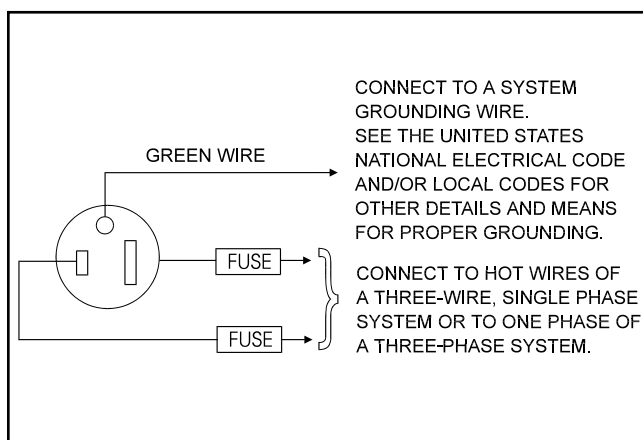 CONNECT TO A SYSTEM
GROUNDING WIRE.
SEE THE UNITED STATES
NATIONAL ELECTRICAL CODE
AND/OR LOCAL CODES FOR
OTHER DETAILS AND MEANS
FOR PROPER GROUNDING.
GREEN WIRE
FUSE
FUSE
CONNECT TO HOT WIRES OF
A THREE-WIRE, SINGLE PHASE
SYSTEM OR TO ONE PHASE OF
A THREE-PHASE SYSTEM.